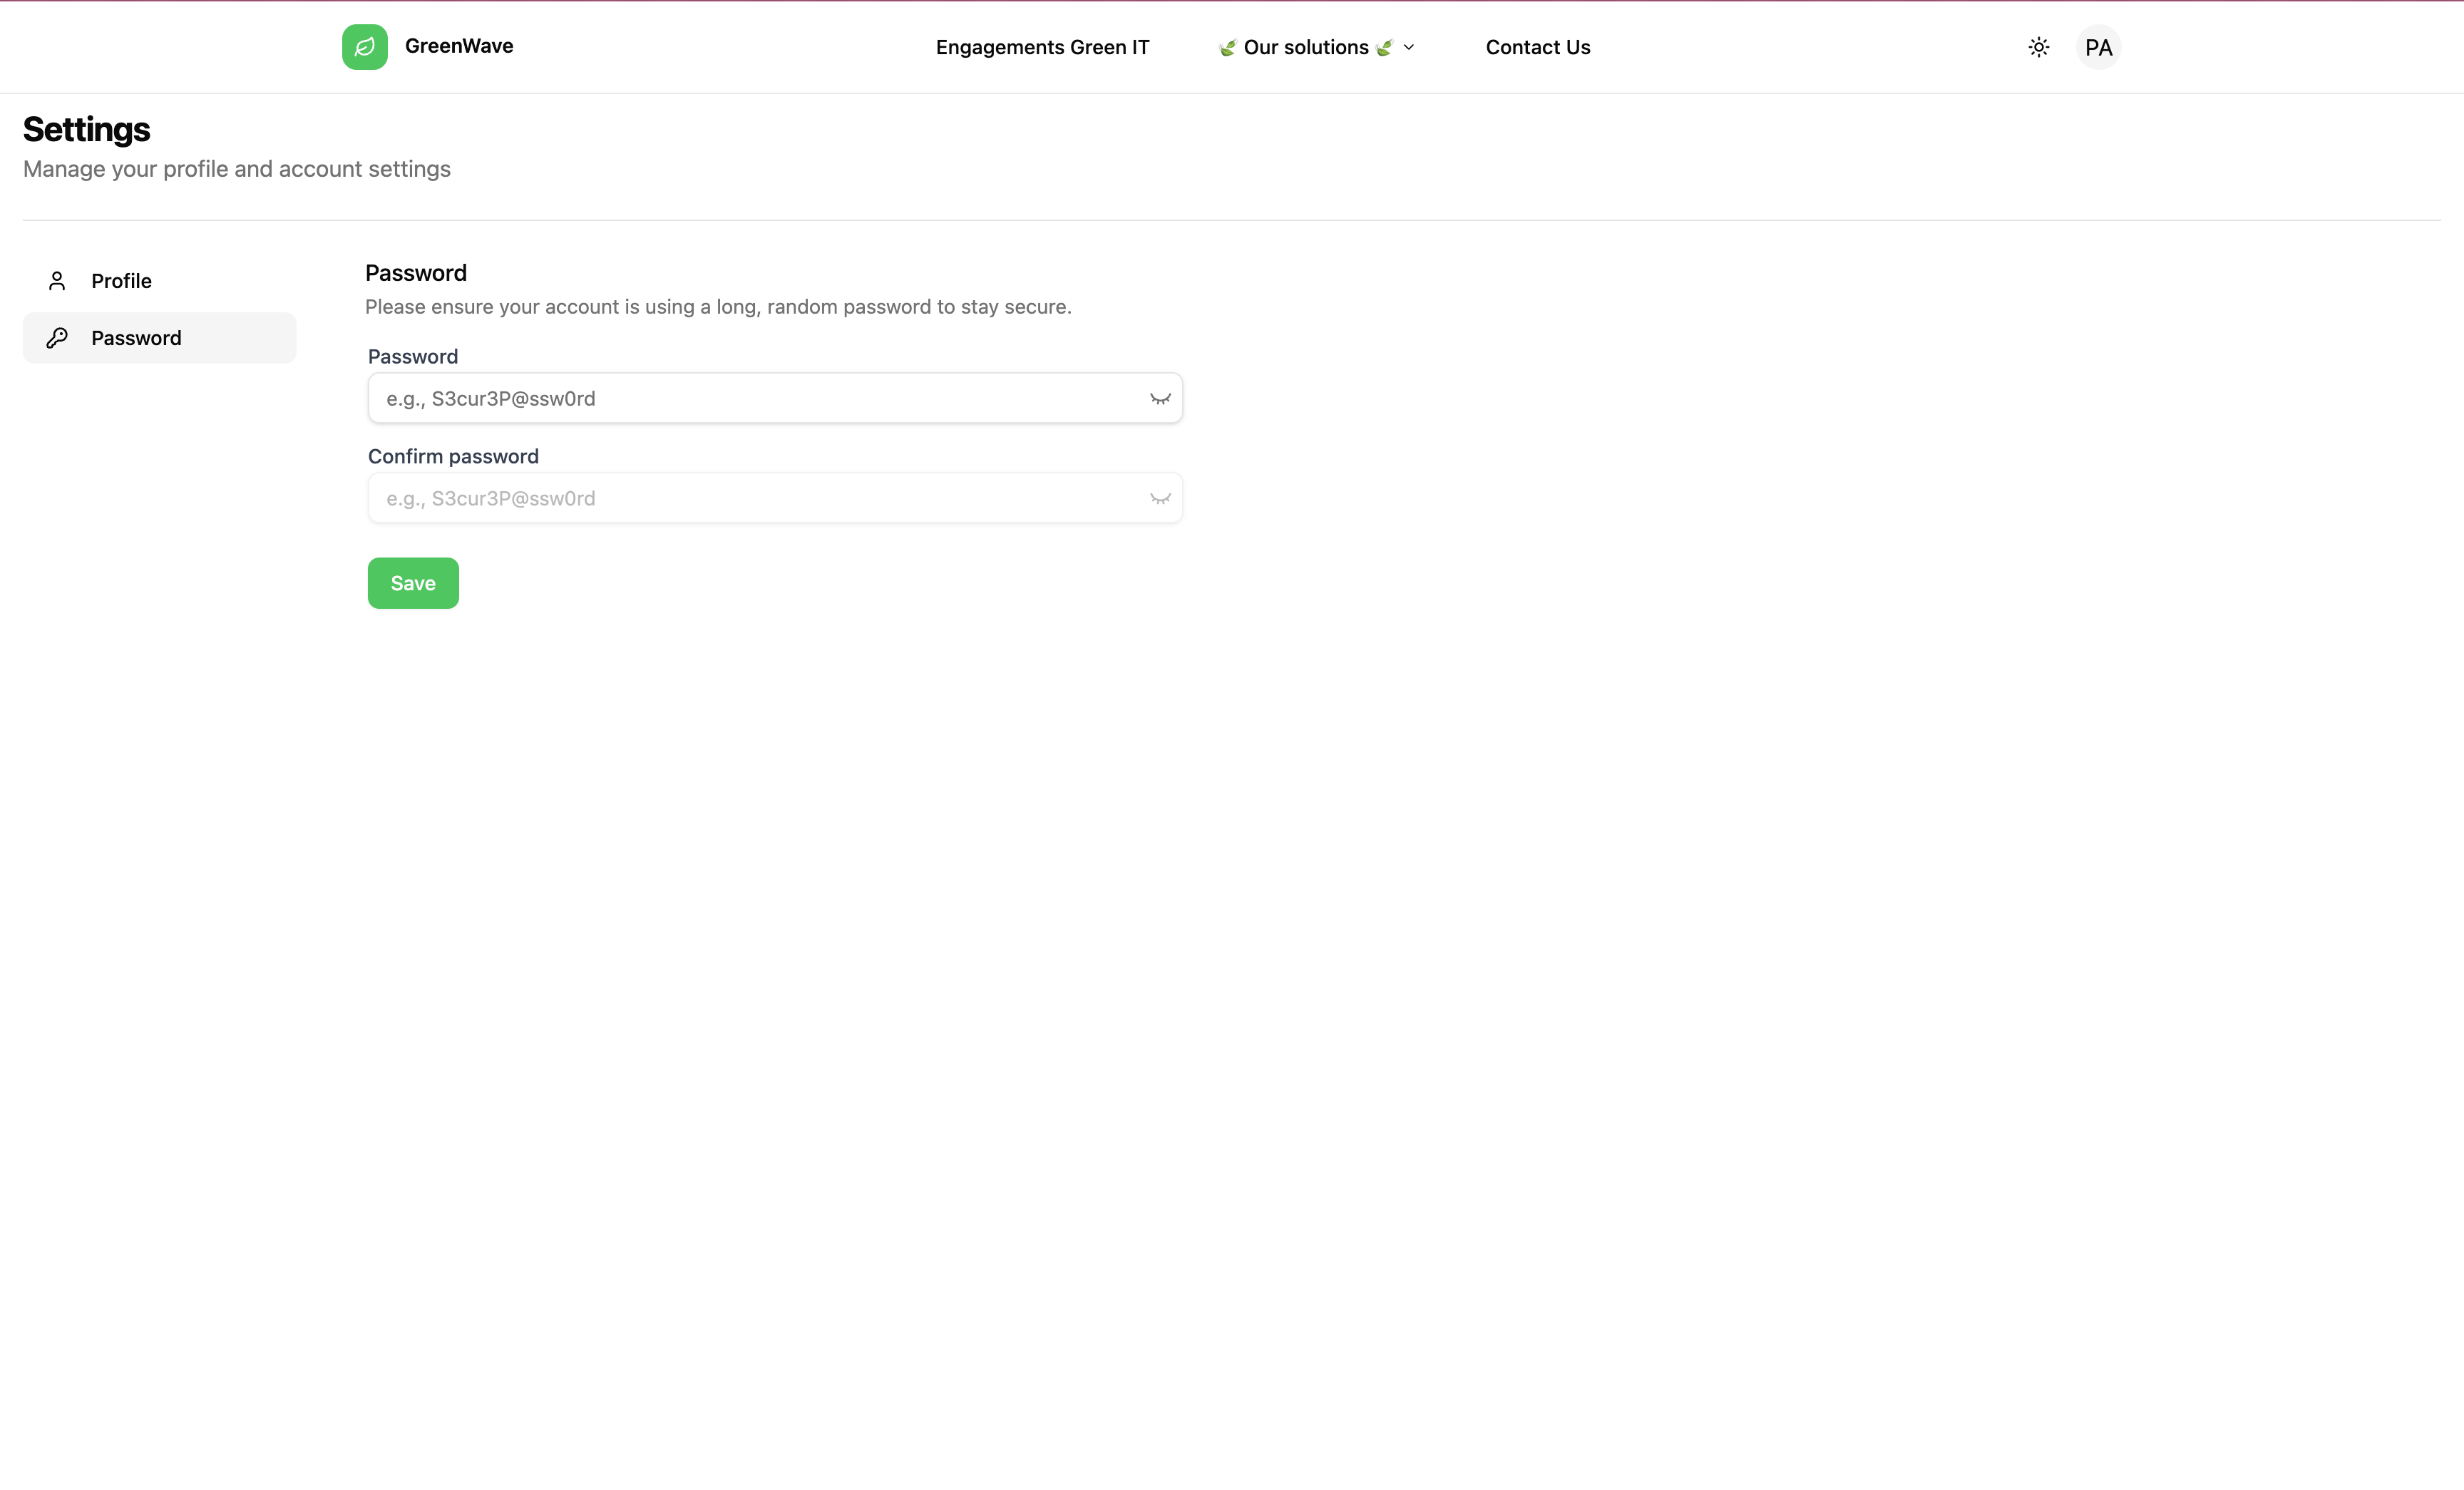 GreenWave
Engagements Green IT
🍃 Our solutions 🍃
Contact Us
PA
Settings
Manage your profile and account settings
Profile
Password
Password
Please ensure your account is using a long, random password to stay secure.
Password
e.g., S3cur3P@ssw0rd
Confirm password
e.g., S3cur3P@ssw0rd
Save